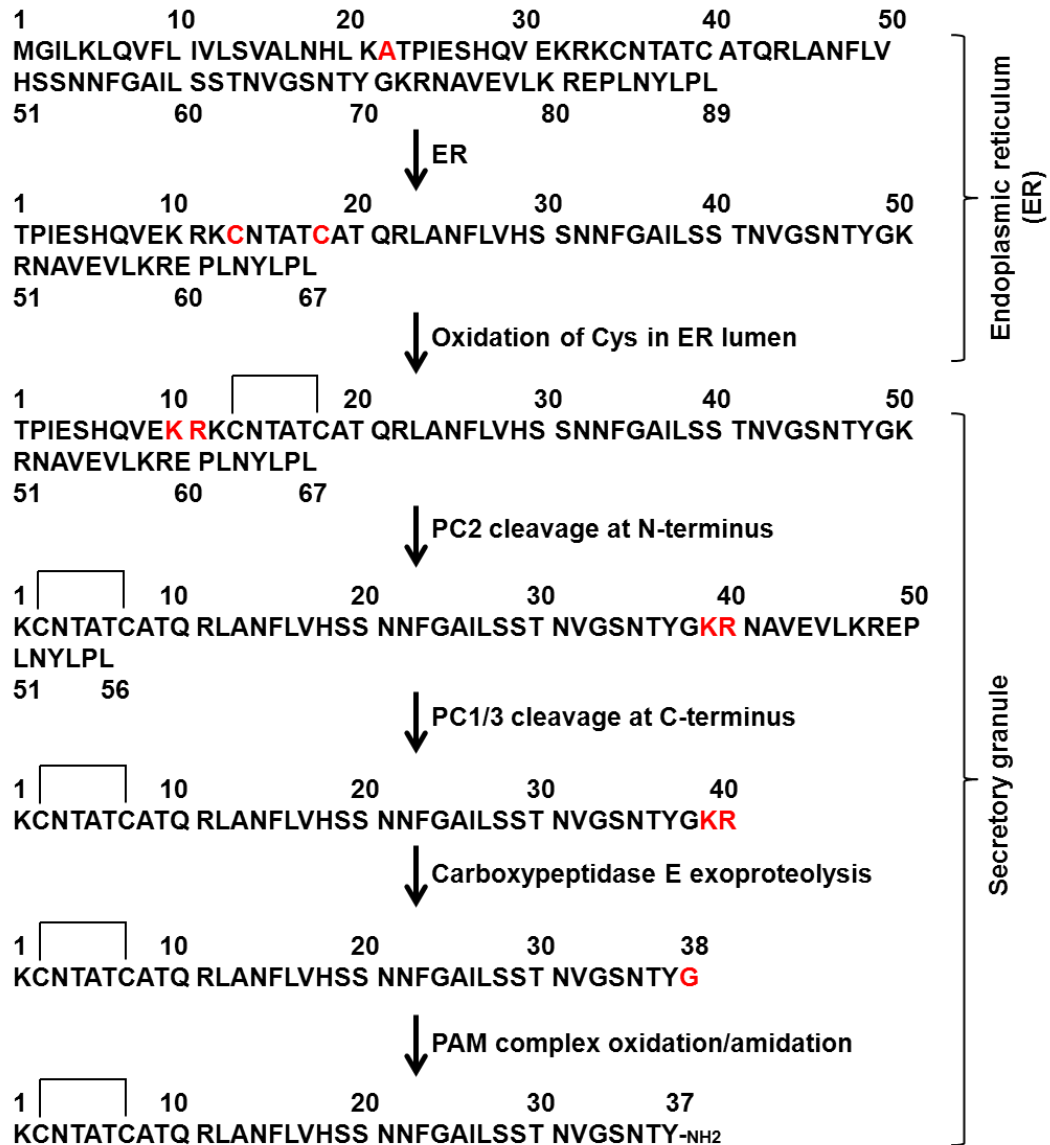 1 10 20 30 40 50
MGILKLQVFL IVLSVALNHL KATPIESHQV EKRKCNTATC ATQRLANFLV
HSSNNFGAIL SSTNVGSNTY GKRNAVEVLK REPLNYLPL
51 60 70 80 89
ER
1 10 20 30 40 50
TPIESHQVEK RKCNTATCAT QRLANFLVHS SNNFGAILSS TNVGSNTYGK
RNAVEVLKRE PLNYLPL
51 60 67
Oxidation of Cys in ER lumen
Endoplasmic reticulum
(ER)
1 10 20 30 40 50
TPIESHQVEK RKCNTATCAT QRLANFLVHS SNNFGAILSS TNVGSNTYGK
RNAVEVLKRE PLNYLPL
51 60 67
PC2 cleavage at N-terminus
1 10 20 30 40 50
KCNTATCATQ RLANFLVHSS NNFGAILSST NVGSNTYGKR NAVEVLKREP
LNYLPL
51 56
PC1/3 cleavage at C-terminus
1 10 20 30 40
KCNTATCATQ RLANFLVHSS NNFGAILSST NVGSNTYGKR
Carboxypeptidase E exoproteolysis
1 10 20 30 38
KCNTATCATQ RLANFLVHSS NNFGAILSST NVGSNTYG
PAM complex oxidation/amidation
1 10 20 30 37
KCNTATCATQ RLANFLVHSS NNFGAILSST NVGSNTY-NH2
Secretory granule